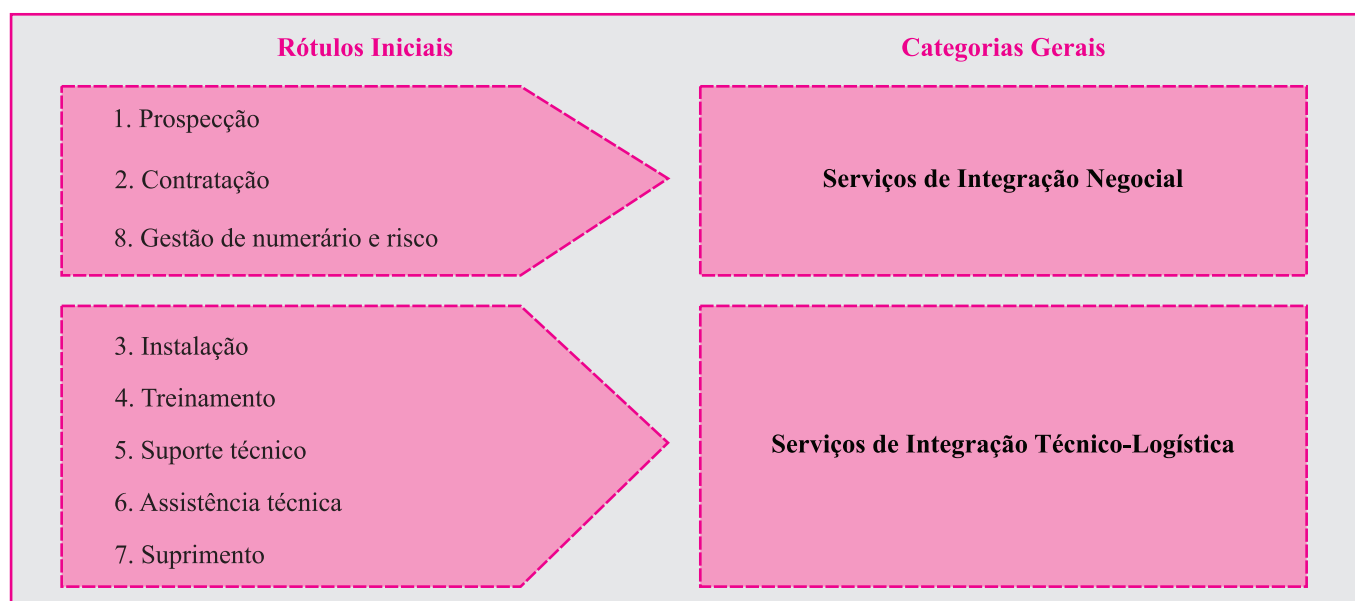 Rótulos Iniciais
Categorias Gerais
1. Prospecção
2. Contratação
8. Gestão de numerário e risco
Serviços de Integração Negocial
3. Instalação
4. Treinamento
5. Suporte técnico
6. Assistência técnica
7. Suprimento
Serviços de Integração Técnico-Logística